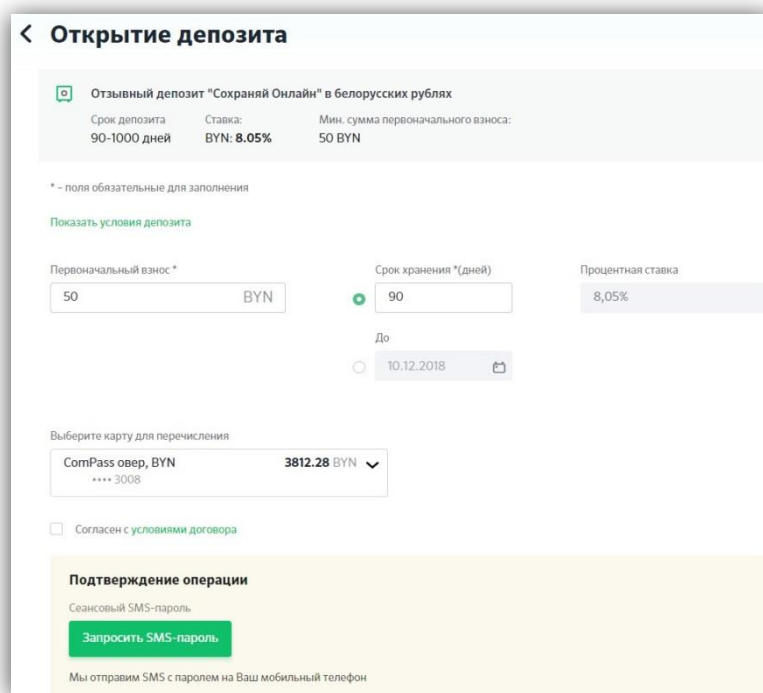 Открытие депозита
Отзывный депозит "Сохраняй Онлайн" в белорусских рублях
Срок депозита Ставка: Мин. сумма первоначального взноса:
90-1000 дней BYN: 8.05% 50 BYN
* - поля обязательные для заполнения
Показать условия депозита
Первоначальный взнос * Срок хранения *(дней) Процентная ставка
50 BYN 90 8,05%
До
10.12.2018
Выберите карту для перечисления
ComPass овер, BYN 3812.28 BYN
•••• 3008
Согласен с условиями договора
Подтверждение операции
Сеансовый SMS-пароль
Запросить SMS-пароль
Мы отправим SMS с паролем на Ваш мобильный телефон